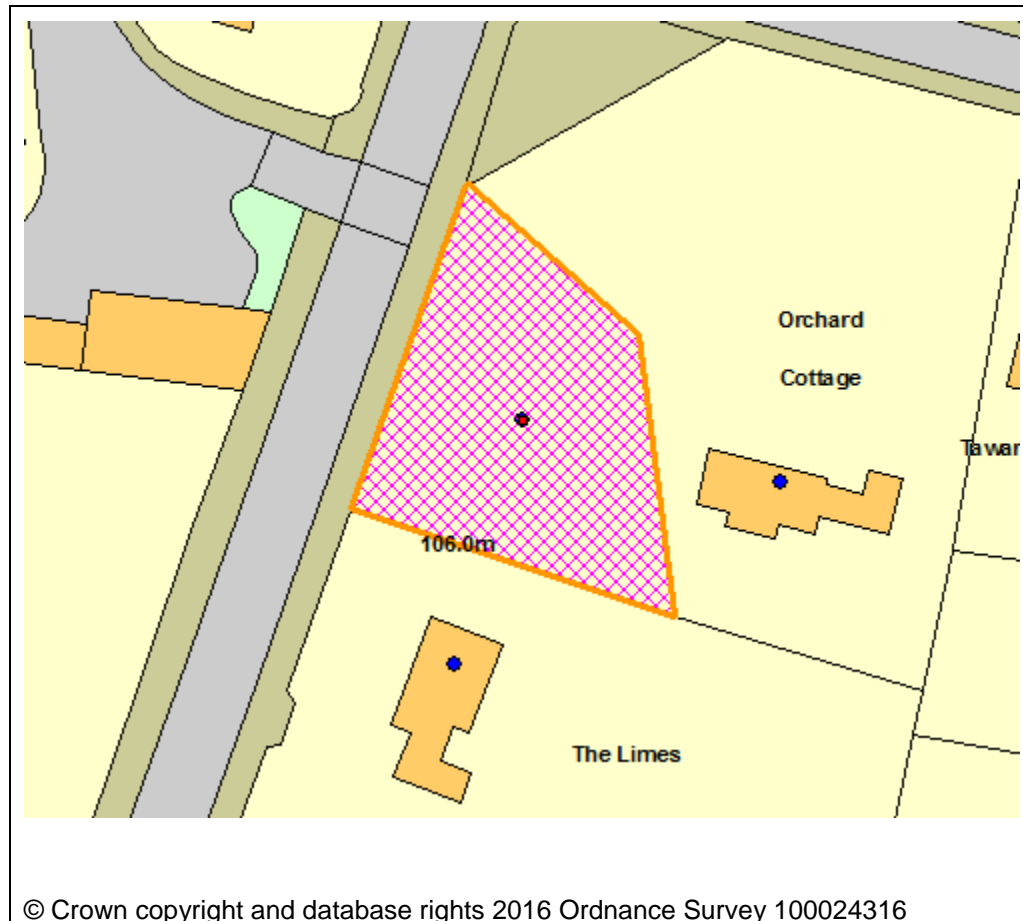 Orchard
Cottage
Tawar
106.0m
The Limes
© Crown copyright and database rights 2016 Ordnance Survey 100024316